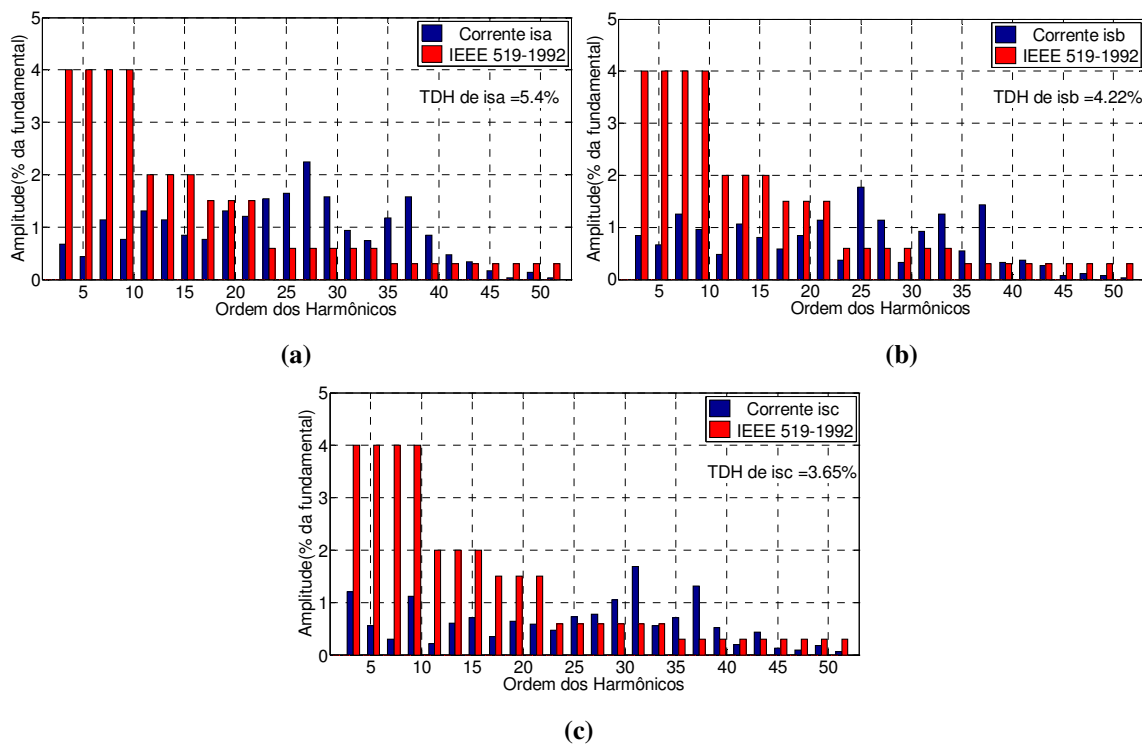 5
4
3
2
1
0
Amplitude(% da fundamental)
Corrente isa
IEEE 519-1992
TDH de isa =5.4%
5 10 15 20 25 30 35 40 45 50
Ordem dos Harmônicos
(a)
5
4
3
2
1
0
Amplitude(% da fundamental)
Corrente isb
IEEE 519-1992
TDH de isb =4.22%
5 10 15 20 25 30 35 40 45 50
Ordem dos Harmônicos
(b)
5
4
3
2
1
0
Amplitude(% da fundamental)
Corrente isc
IEEE 519-1992
TDH de isc =3.65%
5 10 15 20 25 30 35 40 45 50
Ordem dos Harmônicos
(c)